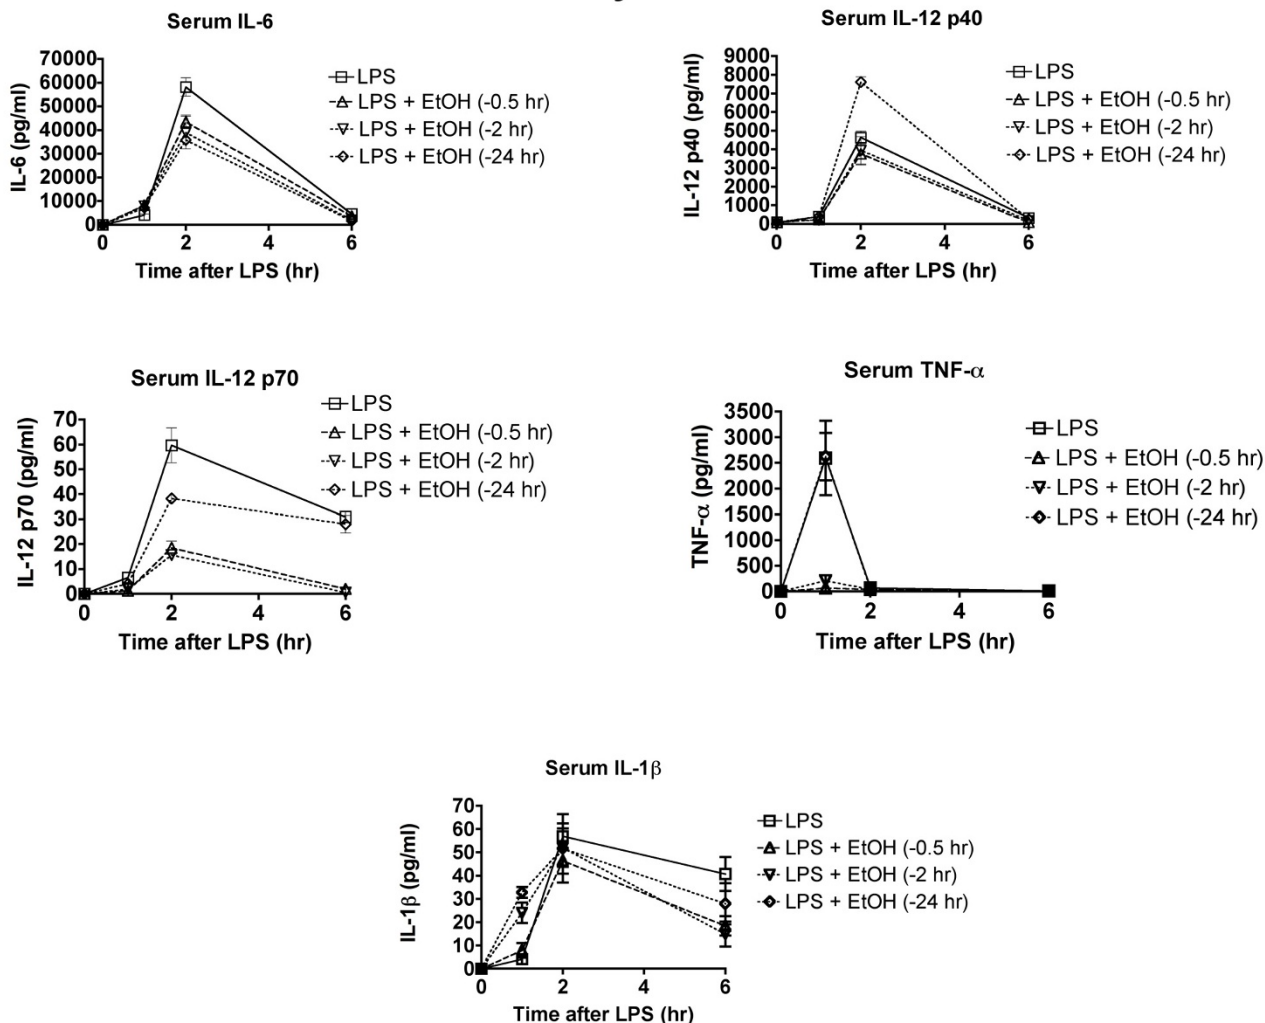 Serum IL-6
70000
60000
50000
40000
30000
20000
10000
0
IL-6 (pg/ml)
0 2 4 6
Time after LPS (hr)
LPS
LPS + EtOH (-0.5 hr)
LPS + EtOH (-2 hr)
LPS + EtOH (-24 hr)
Serum IL-12 p40
9000
8000
7000
6000
5000
4000
3000
2000
1000
0
IL-12 p40 (pg/ml)
0 2 4 6
Time after LPS (hr)
LPS
LPS + EtOH (-0.5 hr)
LPS + EtOH (-2 hr)
LPS + EtOH (-24 hr)
Serum IL-12 p70
70
60
50
40
30
20
10
0
IL-12 p70 (pg/ml)
0 2 4 6
Time after LPS (hr)
LPS
LPS + EtOH (-0.5 hr)
LPS + EtOH (-2 hr)
LPS + EtOH (-24 hr)
Serum TNF-α
3500
3000
2500
2000
1500
1000
500
0
TNF-α (pg/ml)
0 2 4 6
Time after LPS (hr)
LPS
LPS + EtOH (-0.5 hr)
LPS + EtOH (-2 hr)
LPS + EtOH (-24 hr)
Serum IL-1β
70
60
50
40
30
20
10
0
IL-1β (pg/ml)
0 2 4 6
Time after LPS (hr)
LPS
LPS + EtOH (-0.5 hr)
LPS + EtOH (-2 hr)
LPS + EtOH (-24 hr)